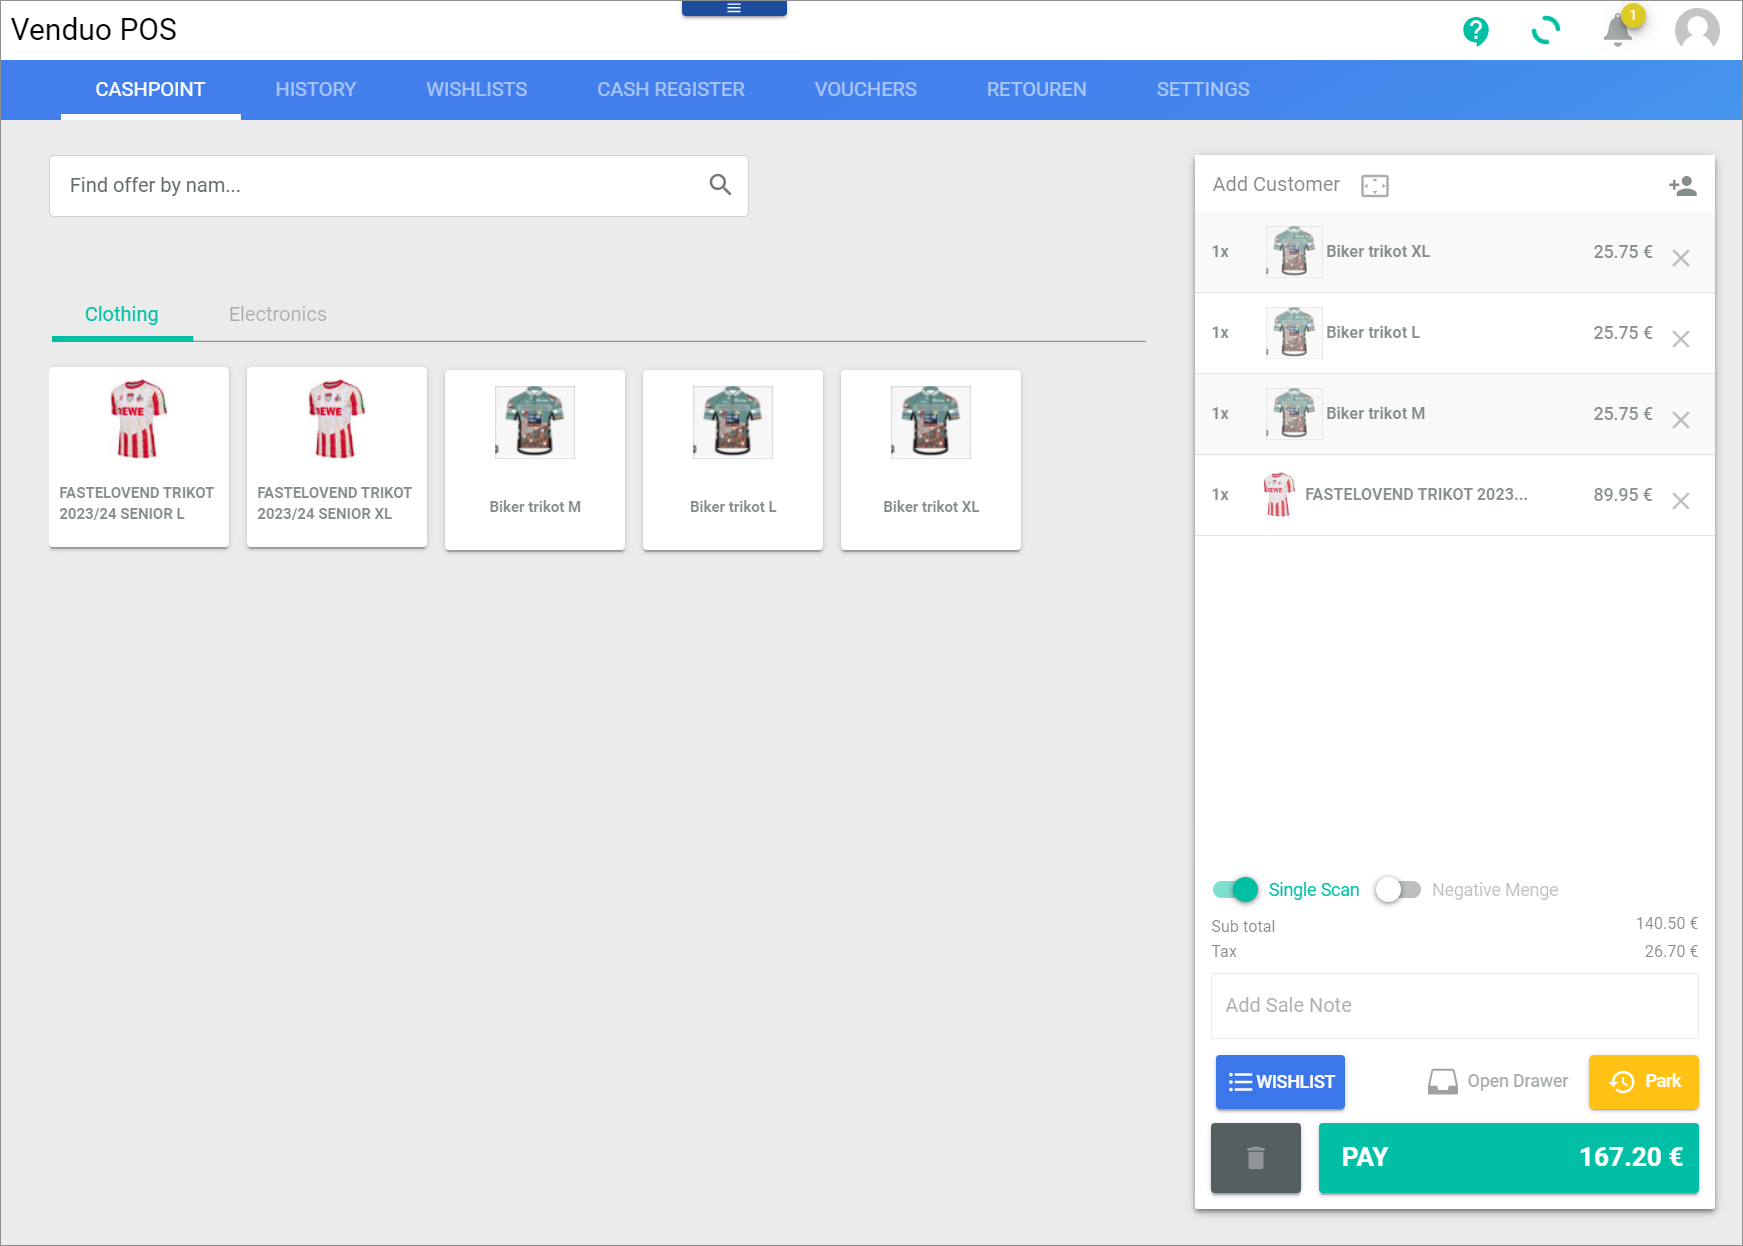 Venduo POS
1
CASHPOINT
HISTORY
WISHLISTS
CASH REGISTER
VOUCHERS
RETOUREN
SETTINGS
Find offer by nam...
Clothing
Electronics
REWE
FASTELOVEND TRIKOT
2023/24 SENIOR L
REWE
FASTELOVEND TRIKOT
2023/24 SENIOR XL
Biker trikot M
Biker trikot L
Biker trikot XL
Add Customer
1x Biker trikot XL 25.75 €
1x Biker trikot L 25.75 €
1x Biker trikot M 25.75 €
1x REWE FASTELOVEND TRIKOT 2023... 89.95 €
Single Scan
Negative Menge
Sub total 140.50 €
Tax 26.70 €
Add Sale Note
WISHLIST
Open Drawer
Park
PAY 167.20 €